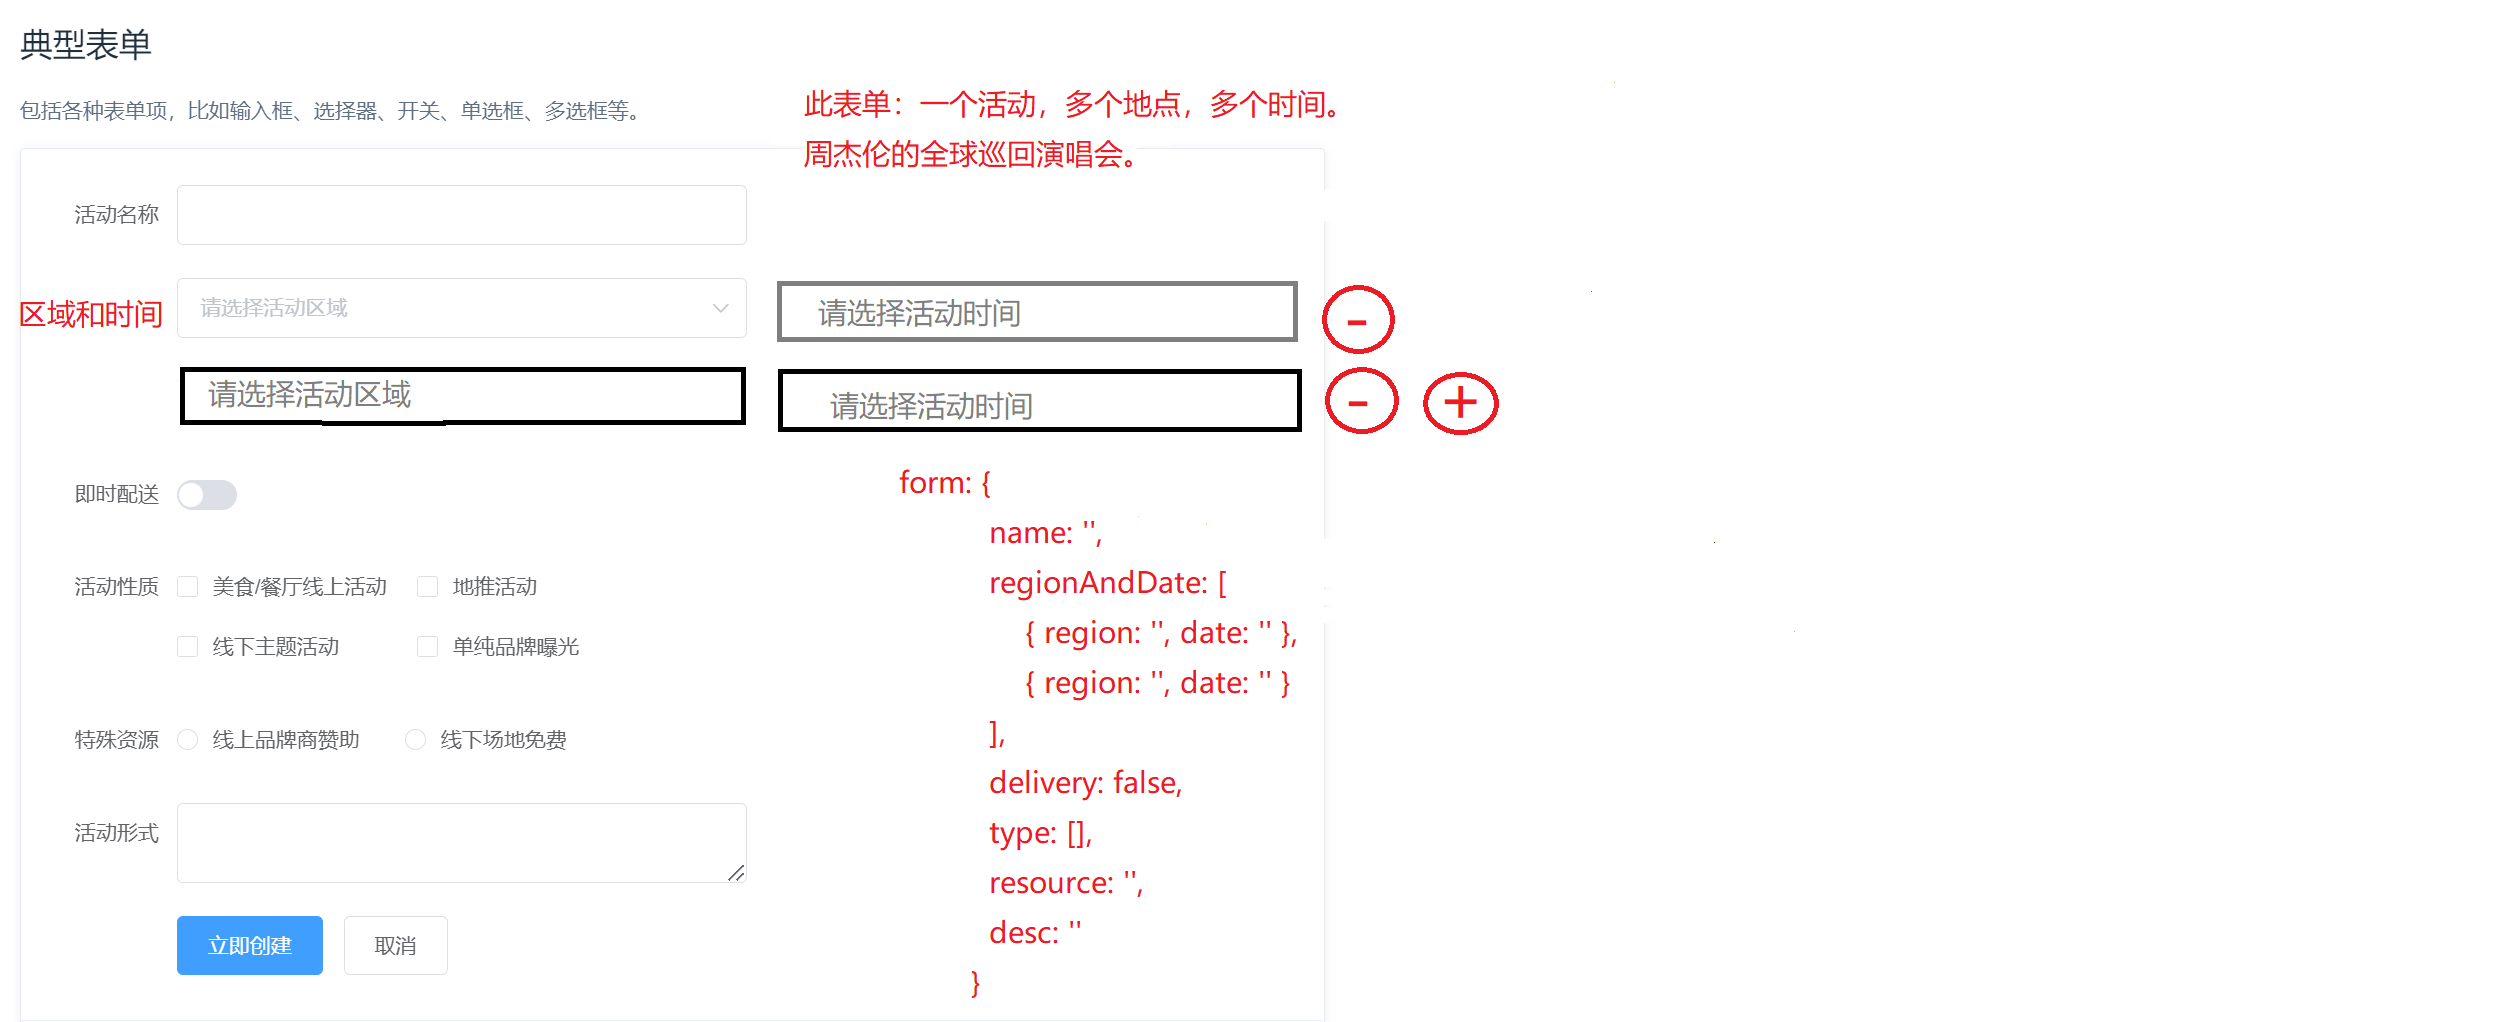 典型表单
包括各种表单项，比如输入框、选择器、开关、单选框、多选框等。
此表单：一个活动，多个地点，多个时间。
周杰伦的全球巡回演唱会。
活动名称
区域和时间 请选择活动区域 请选择活动时间 -
请选择活动区域 请选择活动时间 - +
即时配送
活动性质 美食/餐厅线上活动 地推活动
线下主题活动 单纯品牌曝光
特殊资源 线上品牌商赞助 线下场地免费
活动形式
立即创建 取消
form: {
name: '',
regionAndDate: [
{ region: '', date: '' },
{ region: '', date: '' }
],
delivery: false,
type: [],
resource: '',
desc: ''
}